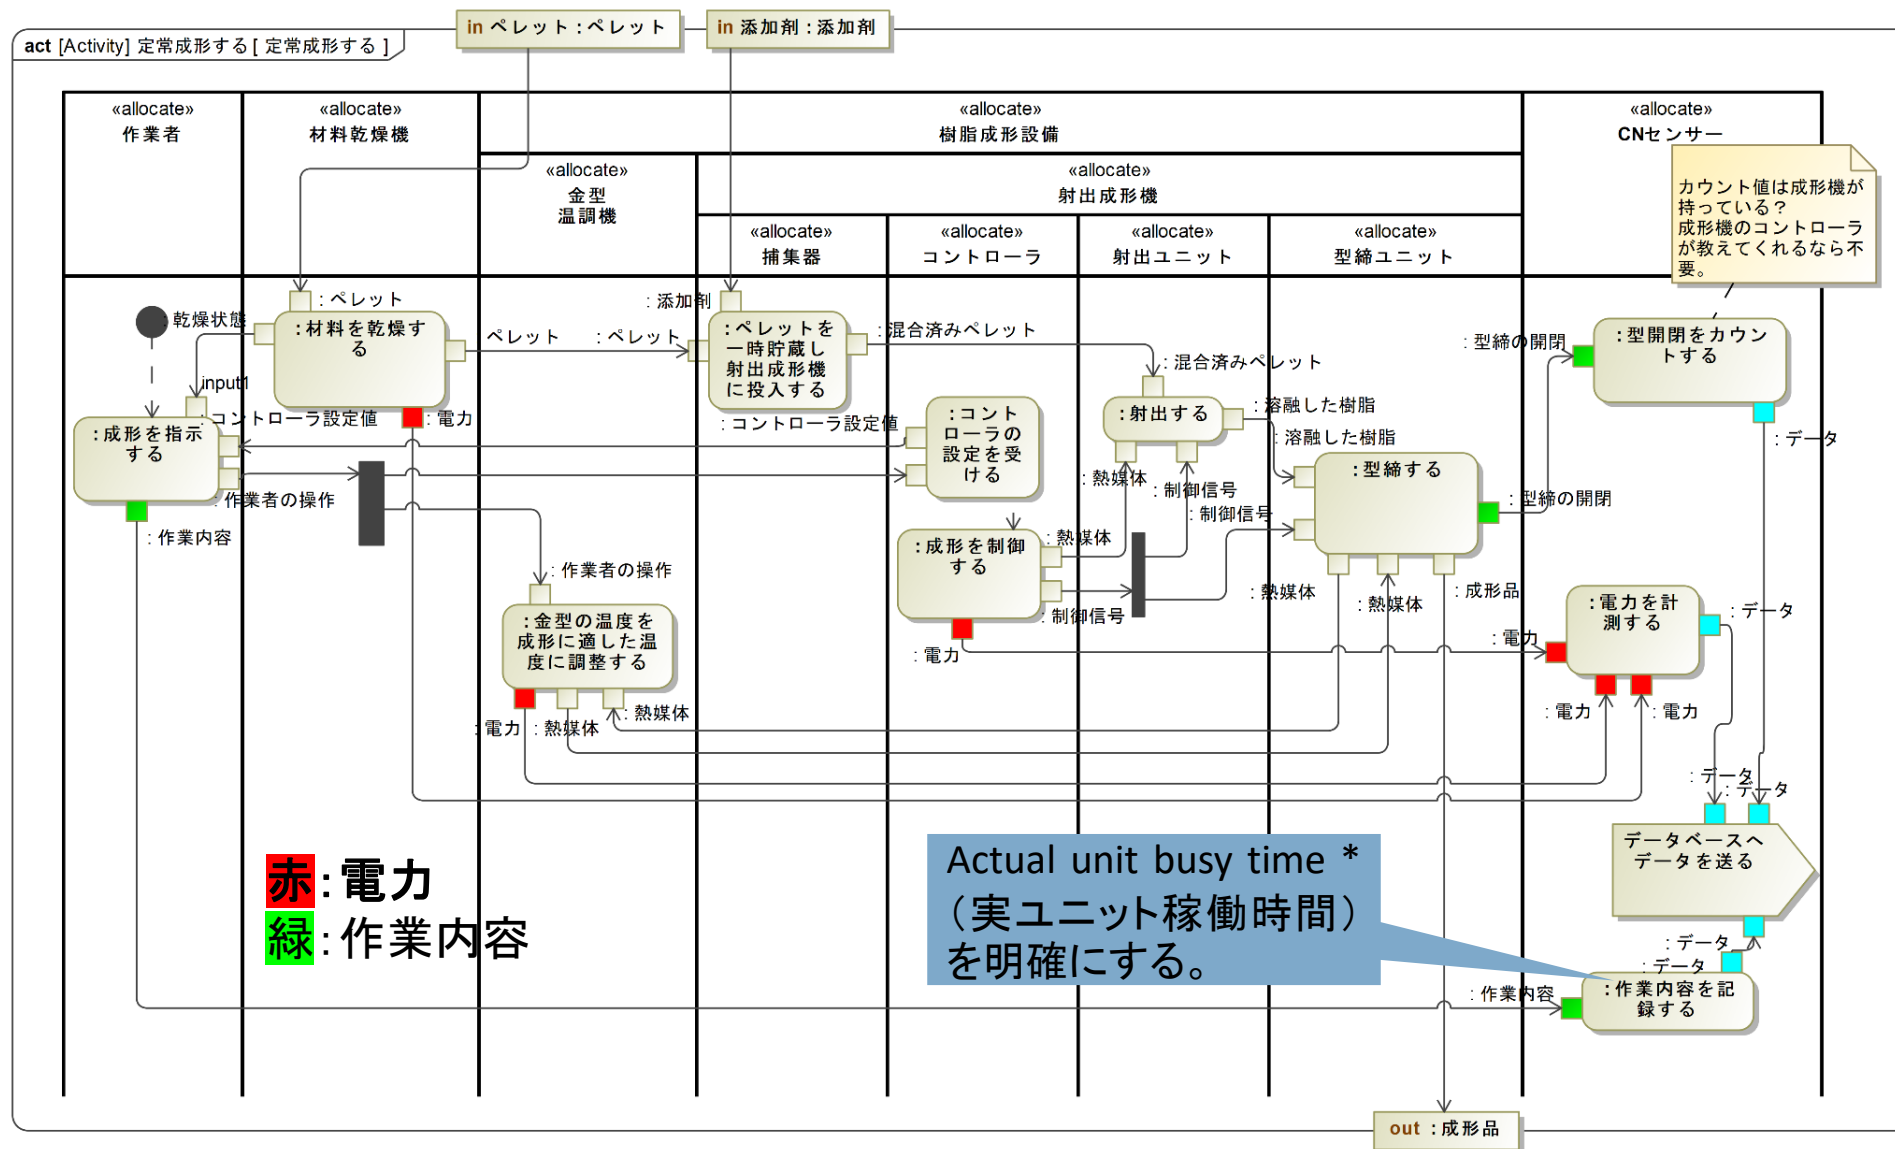 in ペレット : ペレット
in 添加剤 : 添加剤
act [Activity] 定常成形する [ 定常成形する ]
«allocate»
作業者
«allocate»
材料乾燥機
«allocate»
樹脂成形設備
«allocate»
CNセンサー
«allocate»
金型
温調機
«allocate»
射出成形機
«allocate»
捕集器
«allocate»
コントローラ
«allocate»
射出ユニット
«allocate»
型締ユニット
カウント値は成形機が
持っている？
成形機のコントローラ
が教えてくれるなら不
要。
: ペレット
: 添加剤
: 乾燥状態
: 材料を乾燥す
る
ペレット
: ペレット
: ペレットを
一時貯蔵し
射出成形機
に投入する
: 混合済みペレット
: 混合済みペレット
型締の開閉
: 型開閉をカウン
トする
input1
: コントローラ設定値
: 電力
: コントローラ設定値
: コント
ローラの
設定を受
ける
: 射出する
: 溶融した樹脂
: 溶融した樹脂
: データ
: 成形を指示
する
: 作業者の操作
: 熱媒体
: 制御信号
: 制御信号
: 型締する
: 型締の開閉
: 作業内容
: 作業者の操作
: 成形を制御
する
: 熱媒体
: 制御信号
: 熱媒体
: 熱媒体
: 成形品
: 電力を計
測する
: データ
: 金型の温度を
成形に適した温
度に調整する
: 電力
: 電力
: 電力
: 熱媒体
: 熱媒体
: 電力
: 電力
: データ
: データ
データベースへ
データを送る
赤：電力
緑：作業内容
Actual unit busy time *
（実ユニット稼働時間）
を明確にする。
: データ
: データ
: 作業内容
: 作業内容を記
録する
out : 成形品